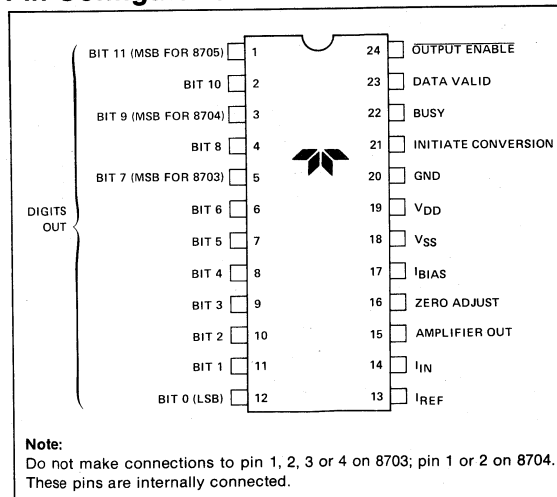 BIT 11 (MSB FOR 8705) 1 24 OUTPUT ENABLE
BIT 10 2 23 DATA VALID
BIT 9 (MSB FOR 8704) 3 22 BUSY
BIT 8 4 21 INITIATE CONVERSION
BIT 7 (MSB FOR 8703) 5 20 GND
DIGITS OUT
BIT 6 6 19 VDD
BIT 5 7 18 VSS
BIT 4 8 17 IBIAS
BIT 3 9 16 ZERO ADJUST
BIT 2 10 15 AMPLIFIER OUT
BIT 1 11 14 IIN
BIT 0 (LSB) 12 13 IREF
Note:
Do not make connections to pin 1, 2, 3 or 4 on 8703; pin 1 or 2 on 8704.
These pins are internally connected.